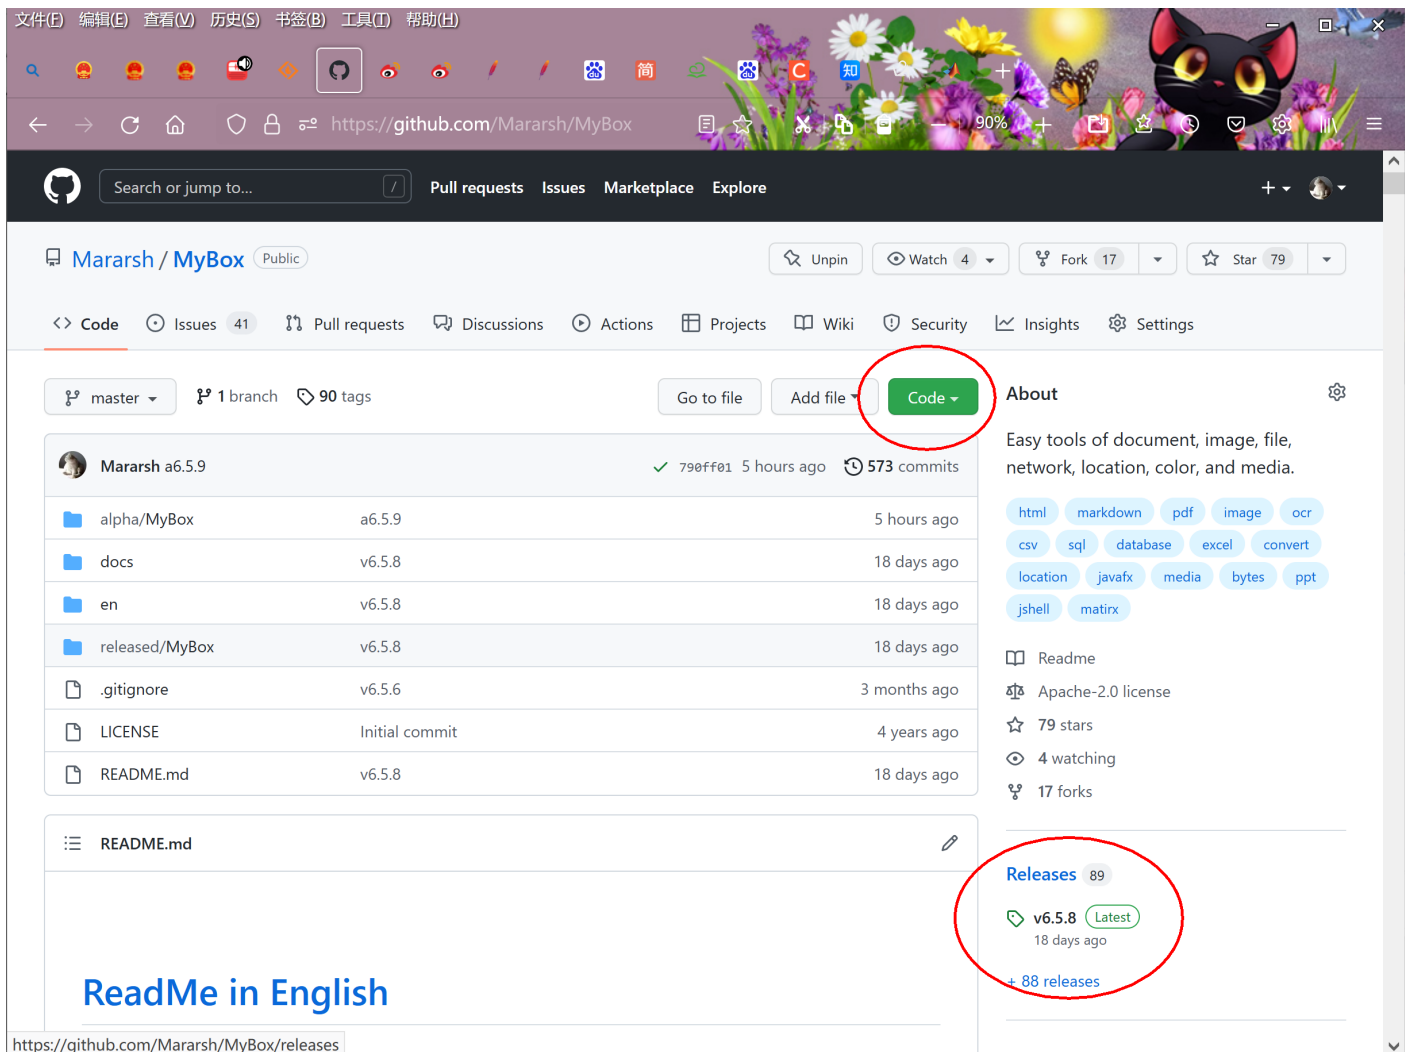 文件(F) 编辑(E) 查看(V) 历史(S) 书签(B) 工具(T) 帮助(H)
du 简 du C 知
https://github.com/Mararsh/MyBox 90%
Search or jump to... / Pull requests Issues Marketplace Explore
Mararsh / MyBox Public Unpin Watch 4 Fork 17 Star 79
Code Issues 41 Pull requests Discussions Actions Projects Wiki Security Insights Settings
master 1 branch 90 tags Go to file Add file Code
Mararsh a6.5.9 790ff01 5 hours ago 573 commits
alpha/MyBox a6.5.9 5 hours ago
docs v6.5.8 18 days ago
en v6.5.8 18 days ago
released/MyBox v6.5.8 18 days ago
.gitignore v6.5.6 3 months ago
LICENSE Initial commit 4 years ago
README.md v6.5.8 18 days ago
README.md
ReadMe in English
About
Easy tools of document, image, file,
network, location, color, and media.
html markdown pdf image ocr
csv sql database excel convert
location javafx media bytes ppt
jshell matirx
Readme
Apache-2.0 license
79 stars
4 watching
17 forks
Releases 89
v6.5.8 Latest
18 days ago
+ 88 releases
https://github.com/Mararsh/MyBox/releases